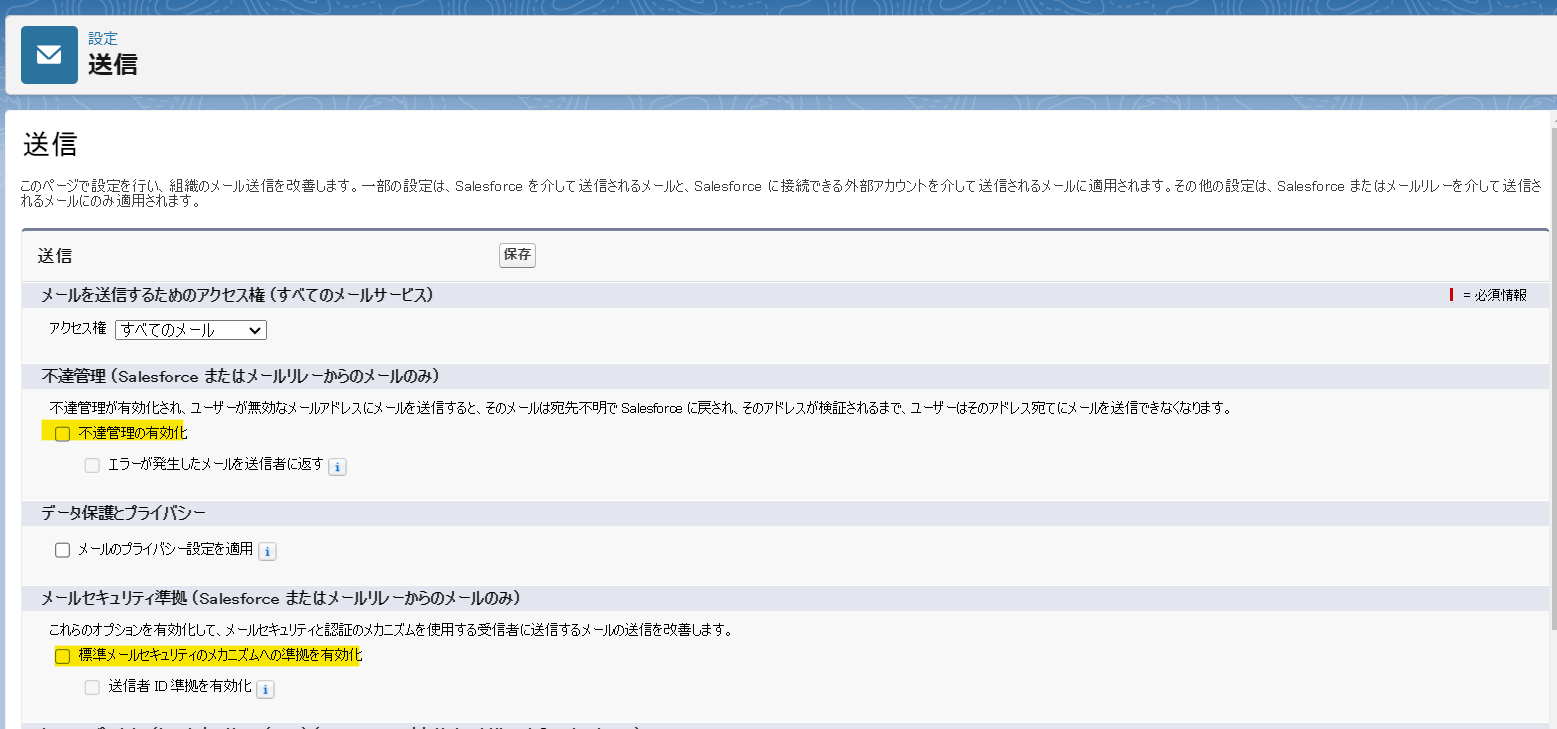 設定
送信
送信
このページで設定を行い、組織のメール送信を改善します。一部の設定は、Salesforce を介して送信されるメールと、Salesforce に接続できる外部アカウントを介して送信されるメールに適用されます。その他の設定は、Salesforce またはメールリレーを介して送信さ
れるメールにのみ適用されます。
送信 保存
メールを送信するためのアクセス権 (すべてのメールサービス) = 必須情報
アクセス権 すべてのメール
不達管理 (Salesforce またはメールリレーからのメールのみ)
不達管理が有効化され、ユーザーが無効なメールアドレスにメールを送信すると、そのメールは宛先不明で Salesforce に戻され、そのアドレスが検証されるまで、ユーザーはそのアドレス宛てにメールを送信できなくなります。
不達管理の有効化
エラーが発生したメールを送信者に返す i
データ保護とプライバシー
メールのプライバシー設定を適用 i
メールセキュリティ準拠 (Salesforce またはメールリレーからのメールのみ)
これらのオプションを有効化して、メールセキュリティと認証のメカニズムを使用する受信者に送信するメールの送信を改善します。
標準メールセキュリティのメカニズムへの準拠を有効化
送信者 ID 準拠を有効化 i